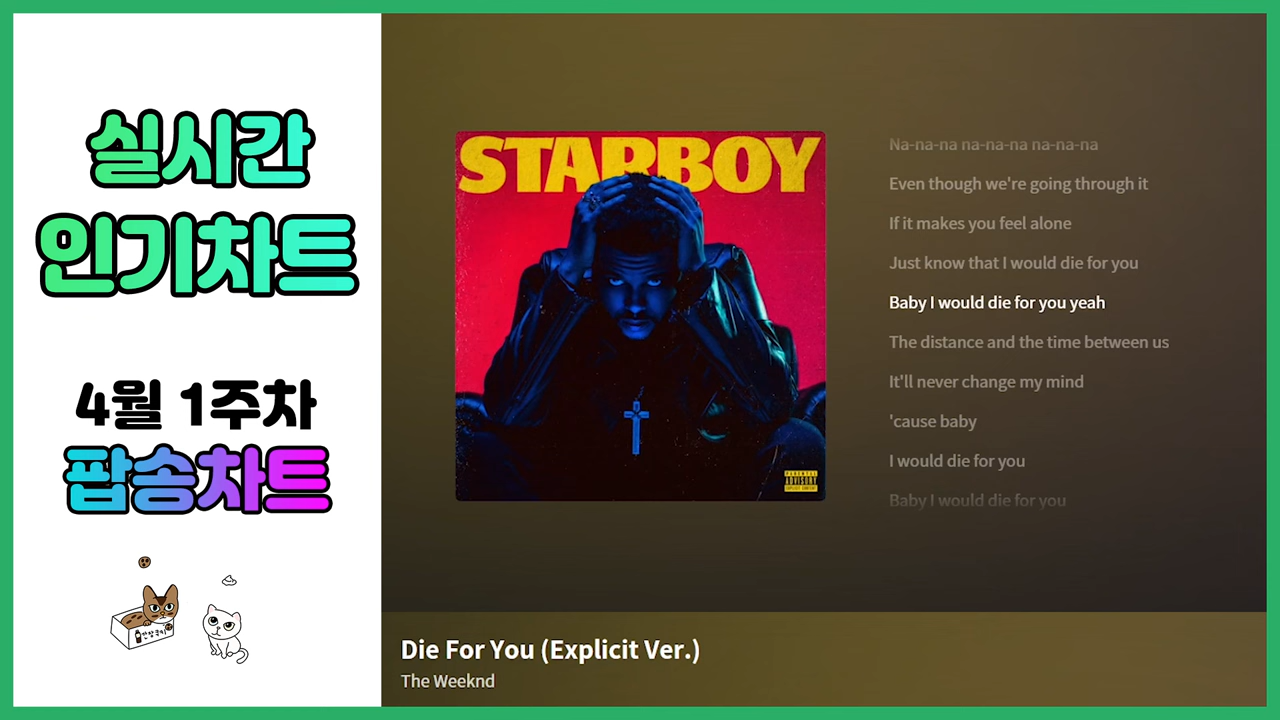 실시간
인기차트
4월 1주차
팝송차트
STARBOY
PARENTAL
ADVISORY
EXPLICIT CONTENT
Na-na-na na-na-na na-na-na
Even though we're going through it
If it makes you feel alone
Just know that I would die for you
Baby I would die for you yeah
The distance and the time between us
It'll never change my mind
'cause baby
I would die for you
Baby I would die for you
Die For You (Explicit Ver.)
The Weeknd